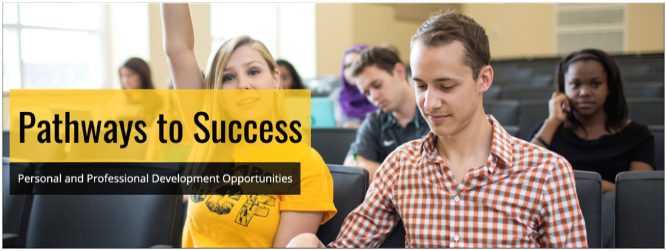 Pathways to Success
Personal and Professional Development Opportunities